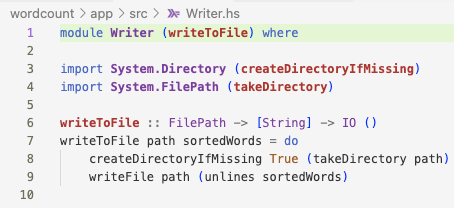 wordcount > app > src > Writer.hs
1 module Writer (writeToFile) where
2
3 import System.Directory (createDirectoryIfMissing)
4 import System.FilePath (takeDirectory)
5
6 writeToFile :: FilePath -> [String] -> IO ()
7 writeToFile path sortedWords = do
8     createDirectoryIfMissing True (takeDirectory path)
9     writeFile path (unlines sortedWords)
10